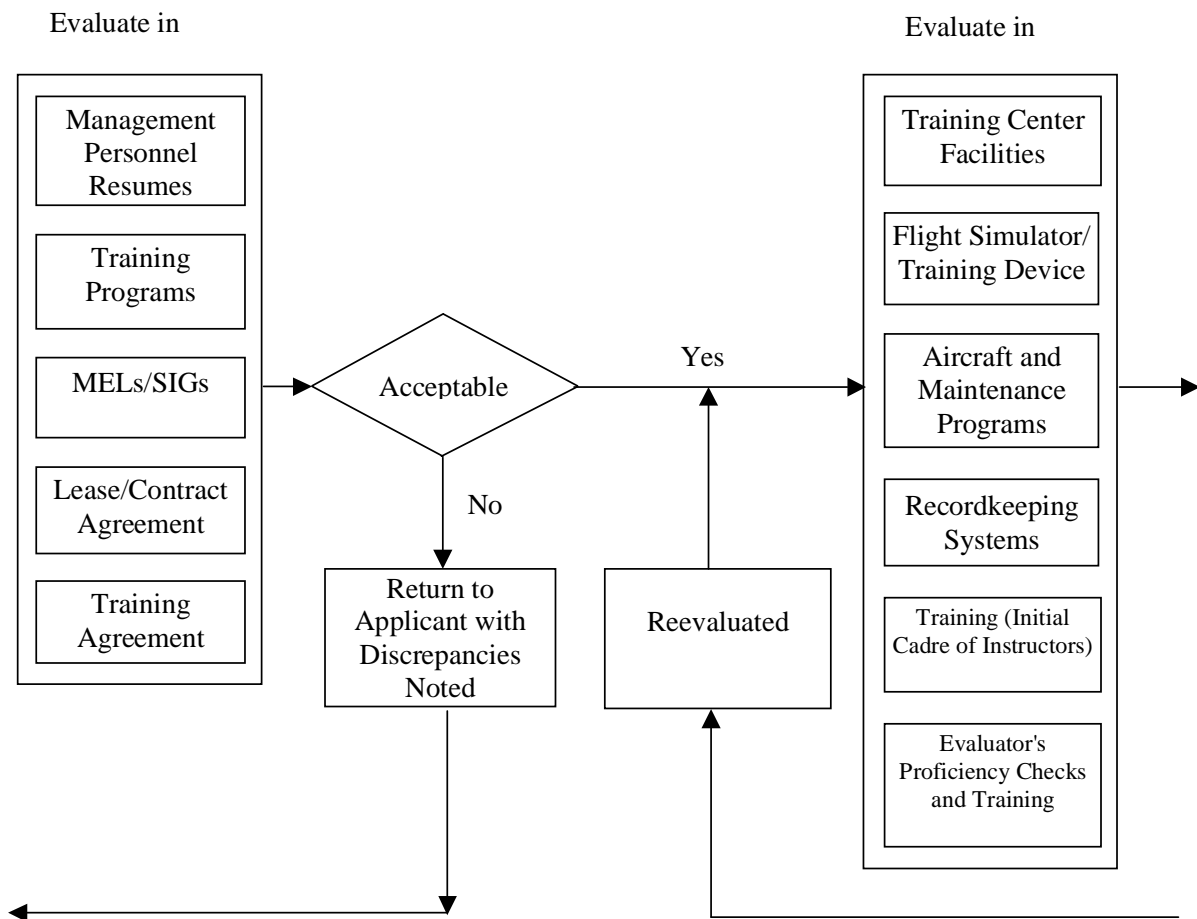 Evaluate in
Management
Personnel
Resumes
Training
Programs
MELs/SIGs
Lease/Contract
Agreement
Training
Agreement
Acceptable
Yes
No
Return to
Applicant with
Discrepancies
Noted
Reevaluated
Evaluate in
Training Center
Facilities
Flight Simulator/
Training Device
Aircraft and
Maintenance
Programs
Recordkeeping
Systems
Training (Initial
Cadre of Instructors)
Evaluator's
Proficiency Checks
and Training